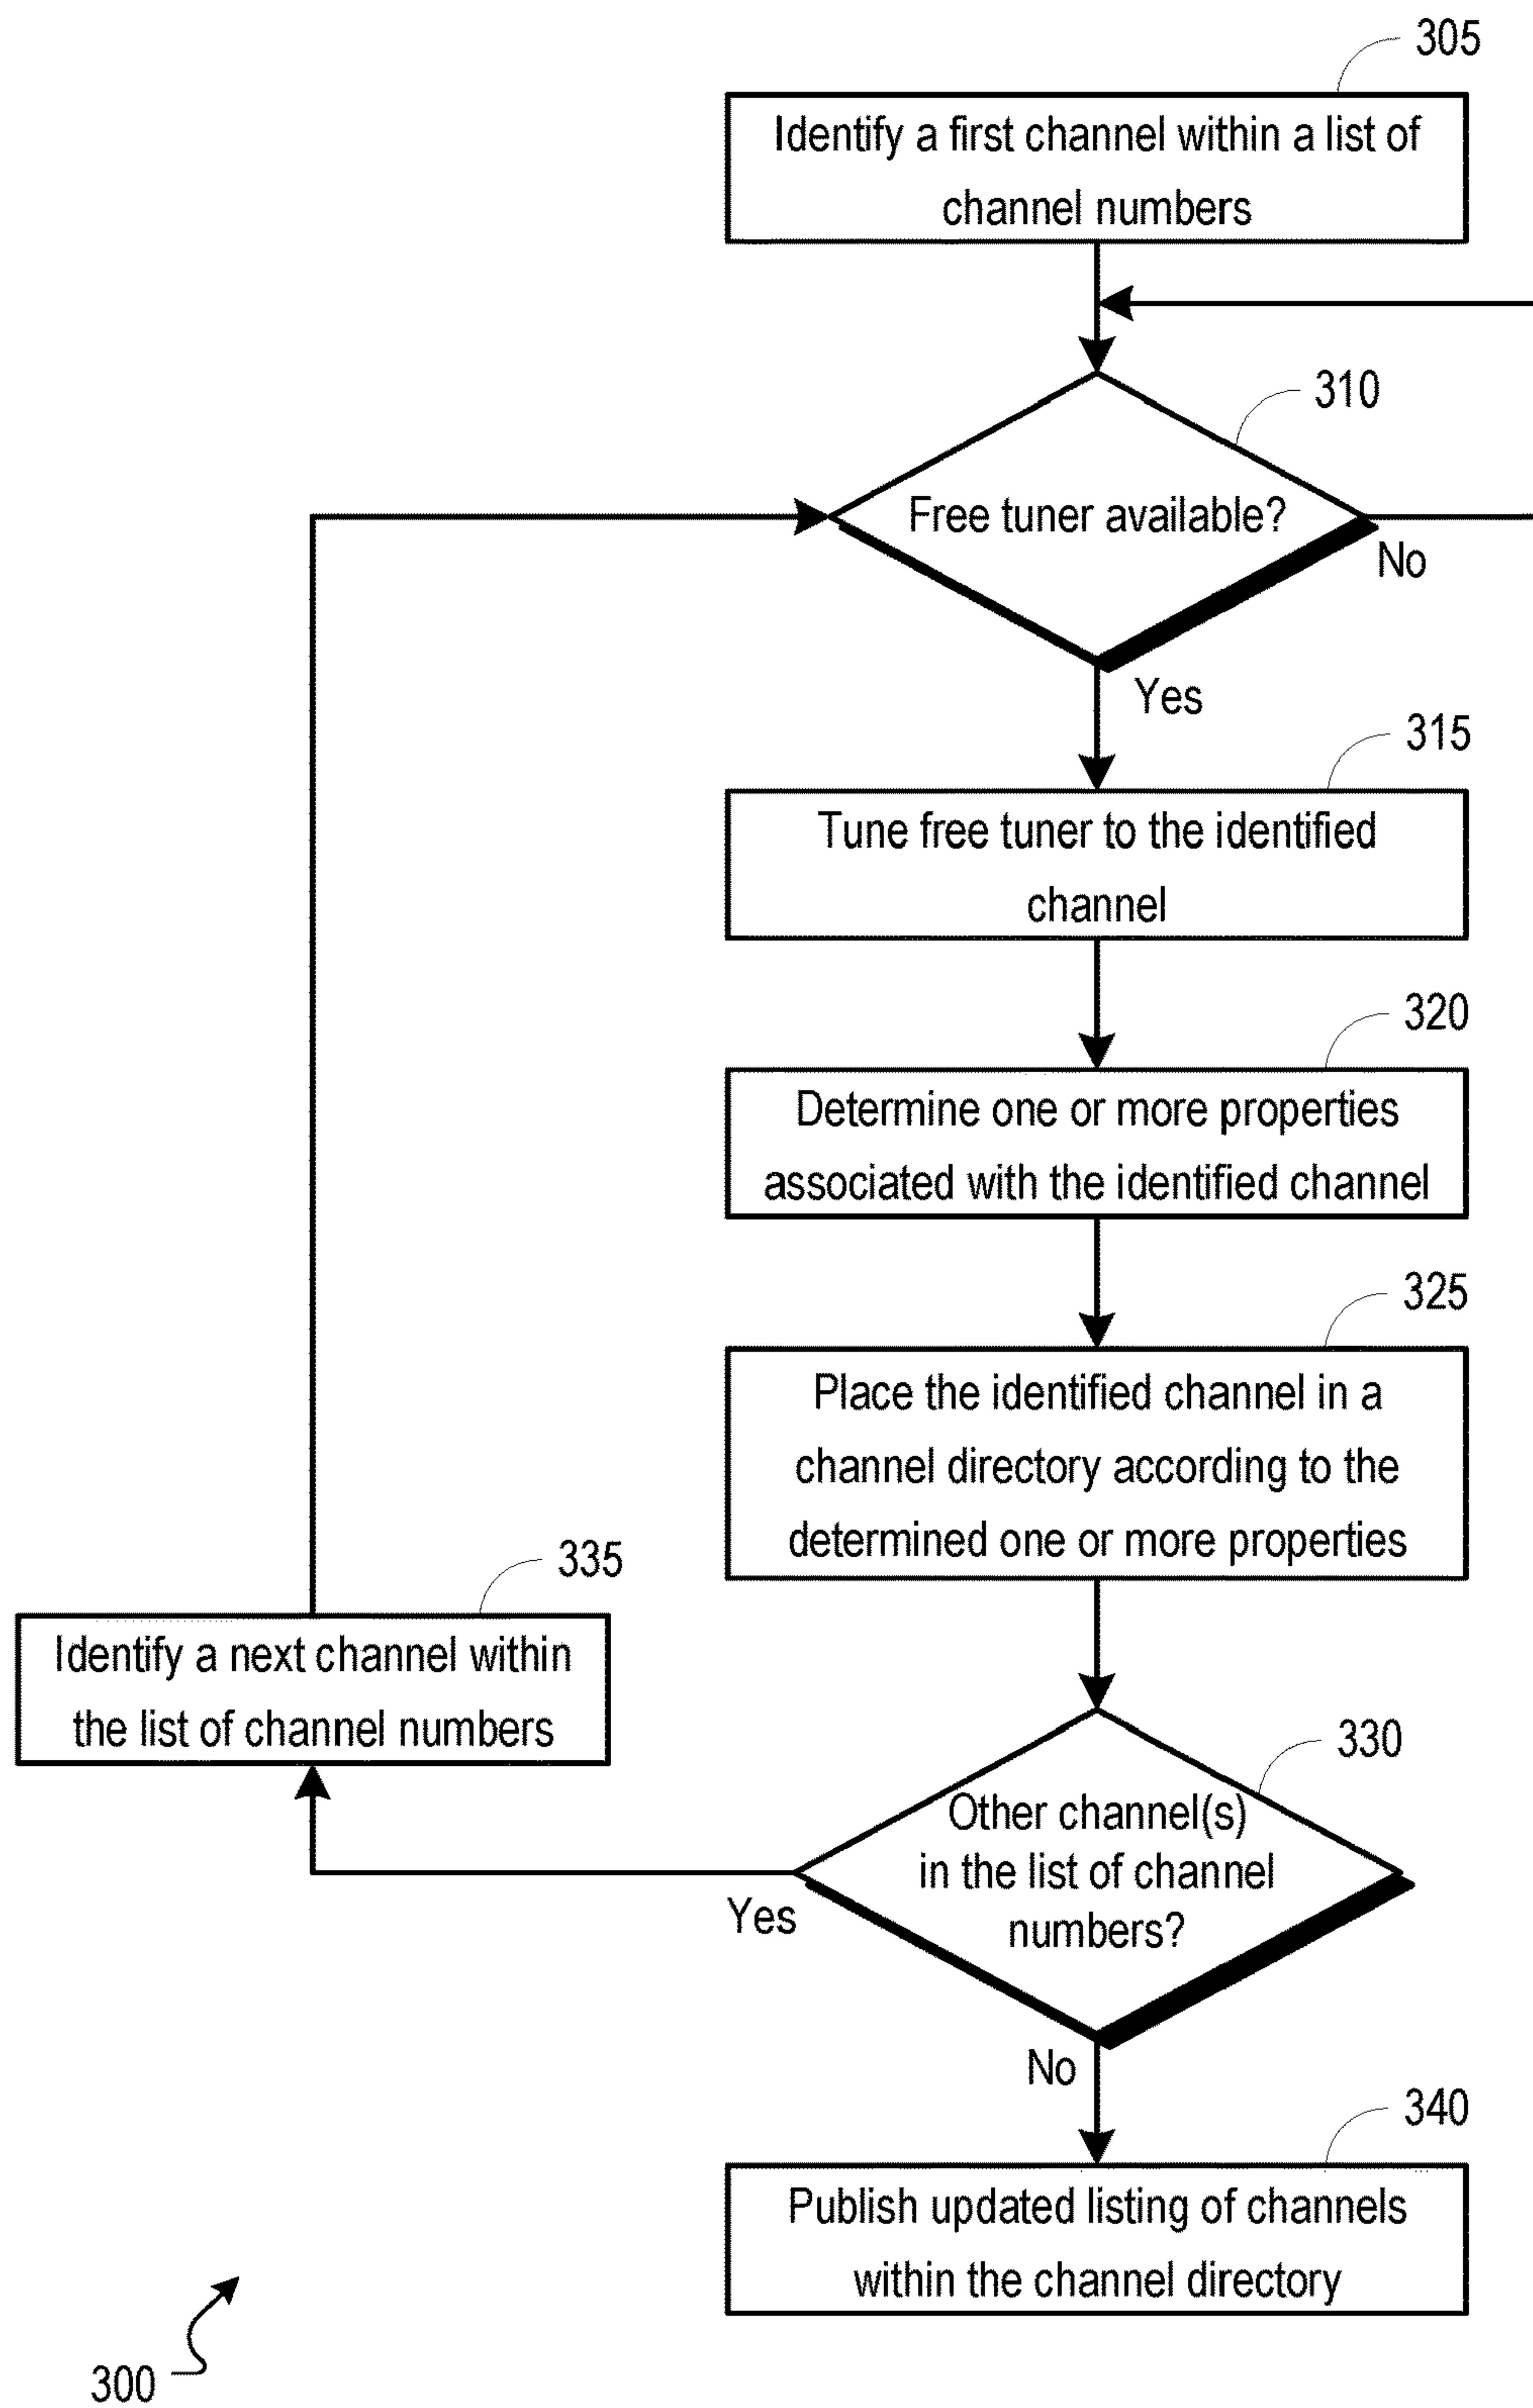 305
Identify a first channel within a list of
channel numbers
310
Free tuner available?
No
Yes
315
Tune free tuner to the identified
channel
320
Determine one or more properties
associated with the identified channel
325
Place the identified channel in a
channel directory according to the
determined one or more properties
335
Identify a next channel within
the list of channel numbers
330
Other channel(s)
in the list of channel
numbers?
Yes
No
340
Publish updated listing of channels
within the channel directory
300